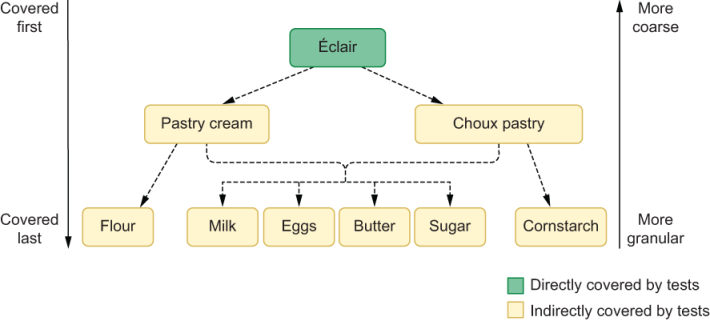 Covered
first
More
coarse
Éclair
Pastry cream
Choux pastry
Covered
last
Flour
Milk
Eggs
Butter
Sugar
Cornstarch
More
granular
Directly covered by tests
Indirectly covered by tests